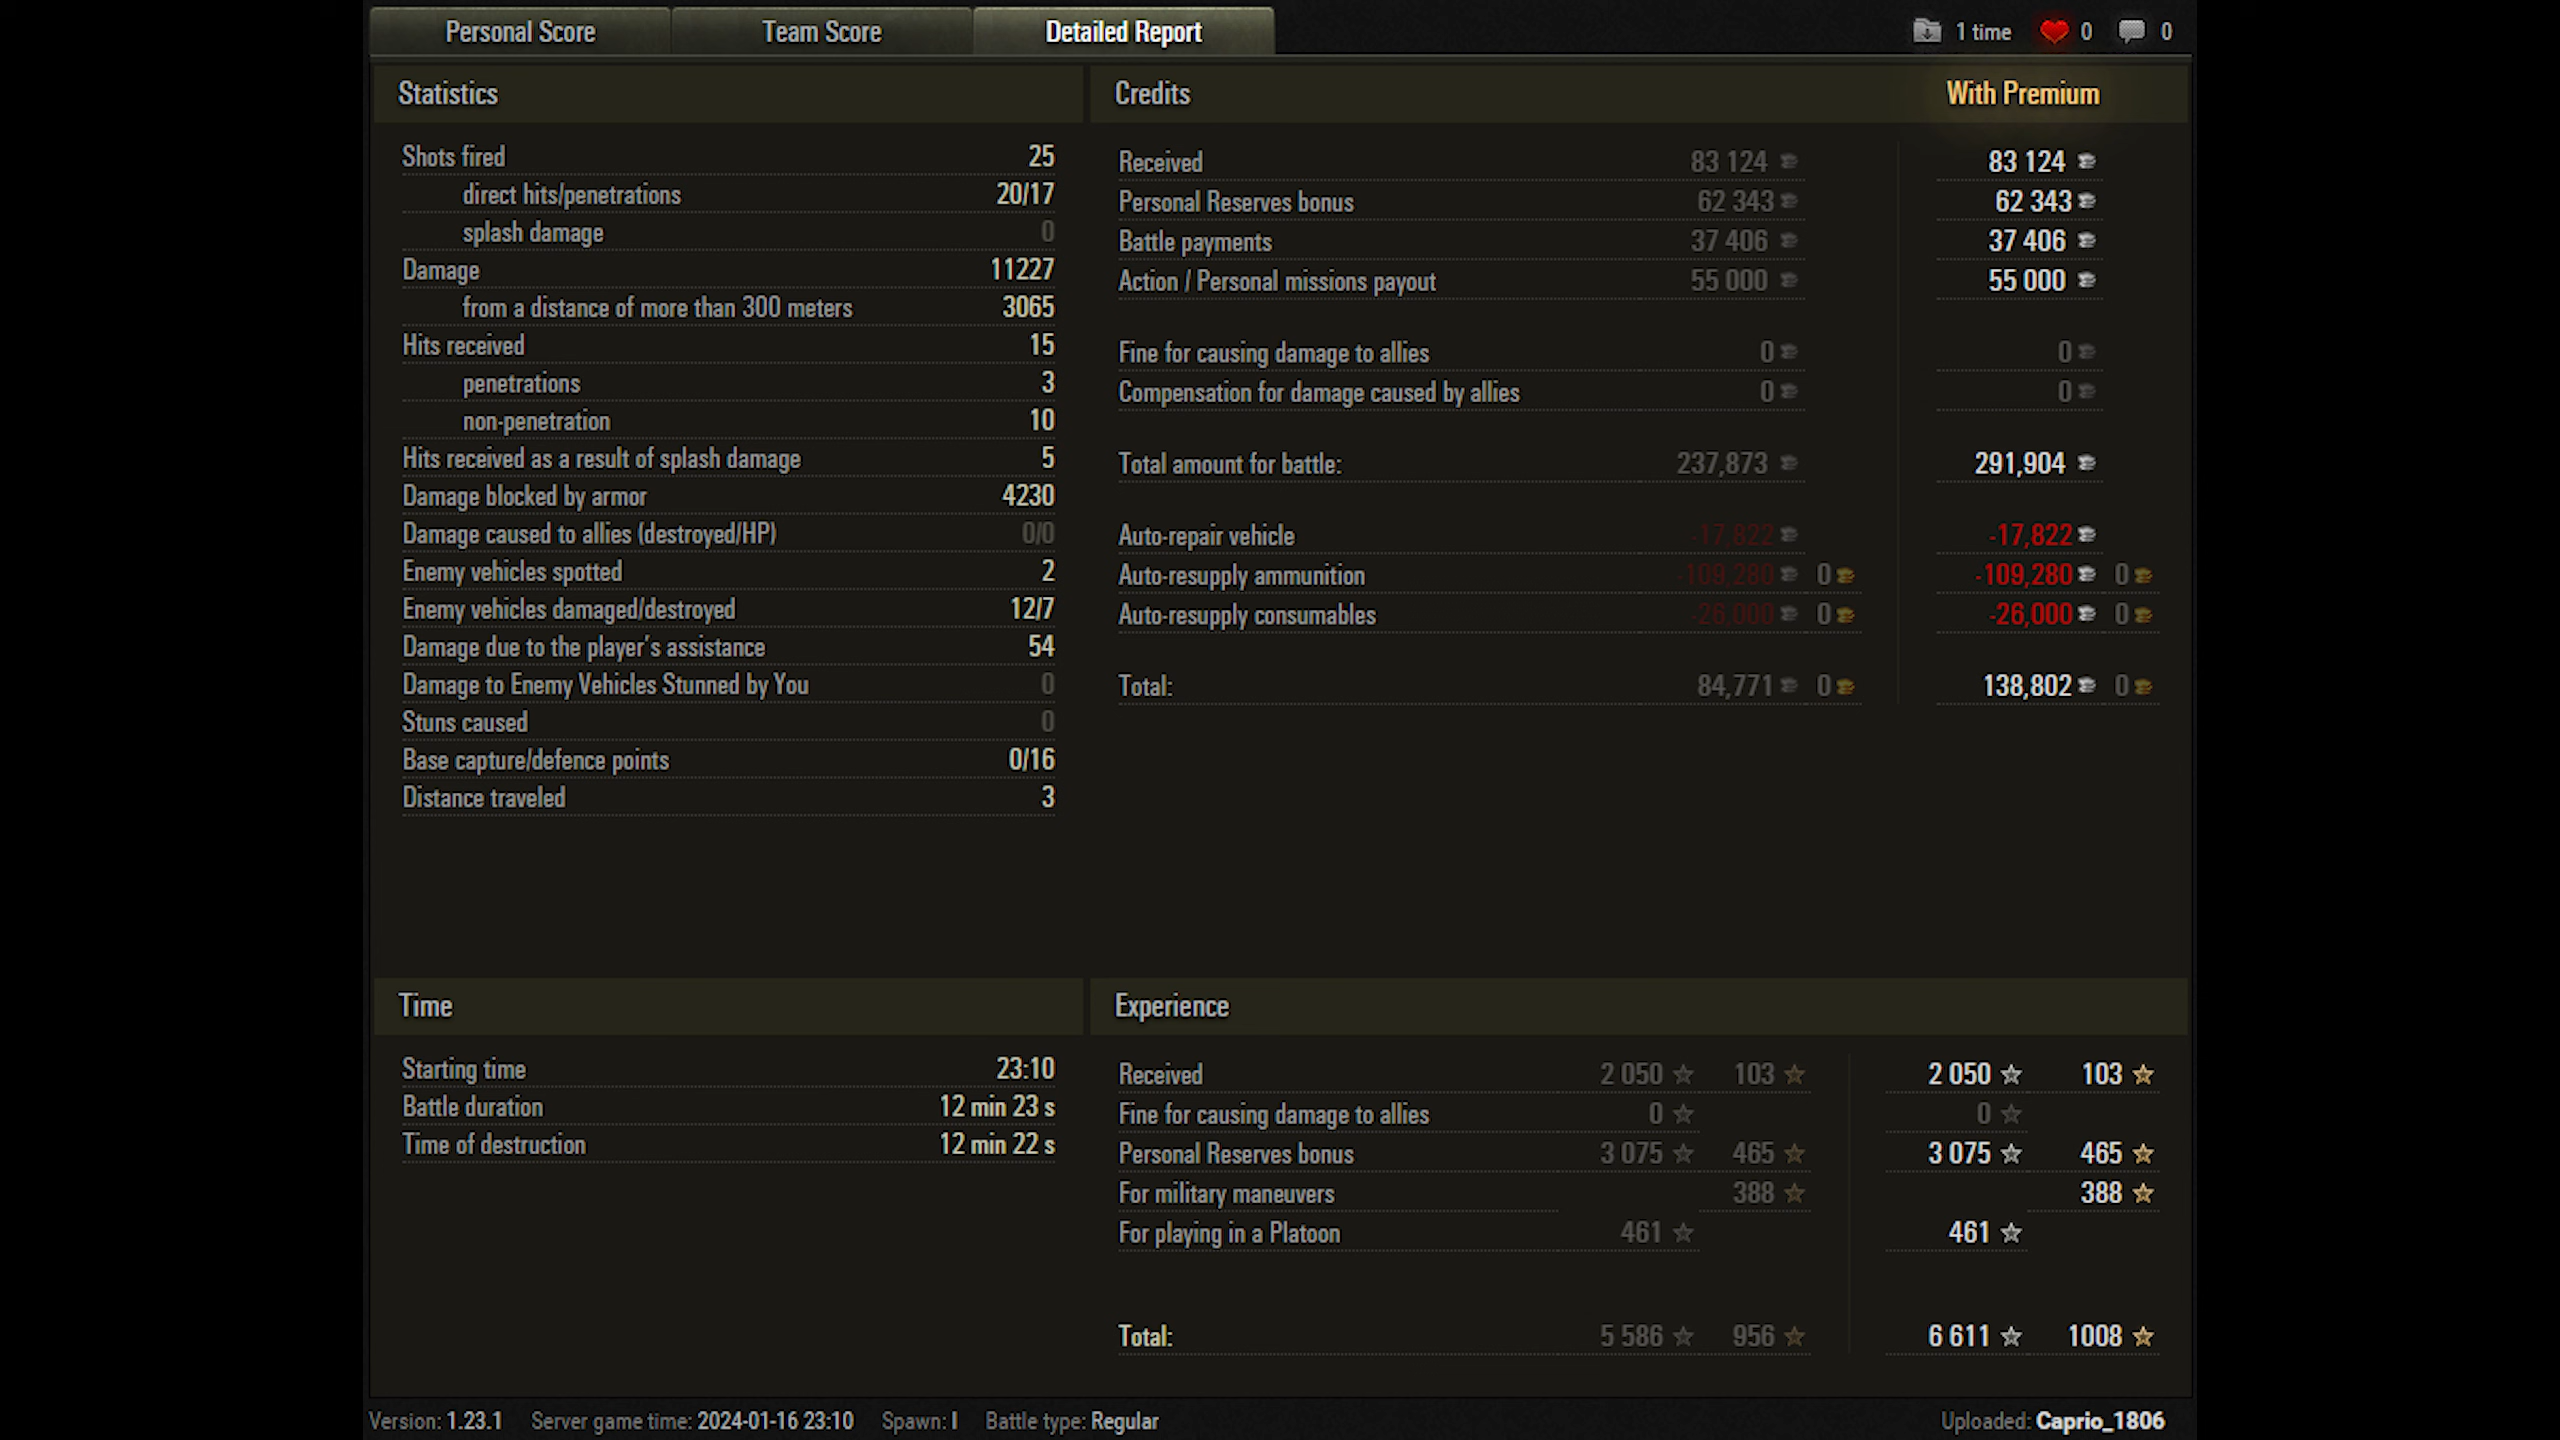 Personal Score
Team Score
Detailed Report
1 time
0
0
Statistics
Shots fired 25
direct hits/penetrations 20/17
splash damage 0
Damage 11227
from a distance of more than 300 meters 3065
Hits received 15
penetrations 3
non-penetration 10
Hits received as a result of splash damage 5
Damage blocked by armor 4230
Damage caused to allies (destroyed/HP) 0/0
Enemy vehicles spotted 2
Enemy vehicles damaged/destroyed 12/7
Damage due to the player's assistance 54
Damage to Enemy Vehicles Stunned by You 0
Stuns caused 0
Base capture/defence points 0/16
Distance traveled 3
Credits With Premium
Received 83 124 83 124
Personal Reserves bonus 62 343 62 343
Battle payments 37 406 37 406
Action / Personal missions payout 55 000 55 000
Fine for causing damage to allies 0 0
Compensation for damage caused by allies 0 0
Total amount for battle: 237,873 291,904
Auto-repair vehicle -17,822 -17,822
Auto-resupply ammunition -109,280 0 -109,280 0
Auto-resupply consumables -26,000 0 -26,000 0
Total: 84,771 0 138,802 0
Time
Starting time 23:10
Battle duration 12 min 23 s
Time of destruction 12 min 22 s
Experience
Received 2 050 103 2 050 103
Fine for causing damage to allies 0 0
Personal Reserves bonus 3 075 465 3 075 465
For military maneuvers 388 388
For playing in a Platoon 461 461
Total: 5 586 956 6 611 1008
Version: 1.23.1 Server game time: 2024-01-16 23:10 Spawn: I Battle type: Regular Uploaded: Caprio_1806